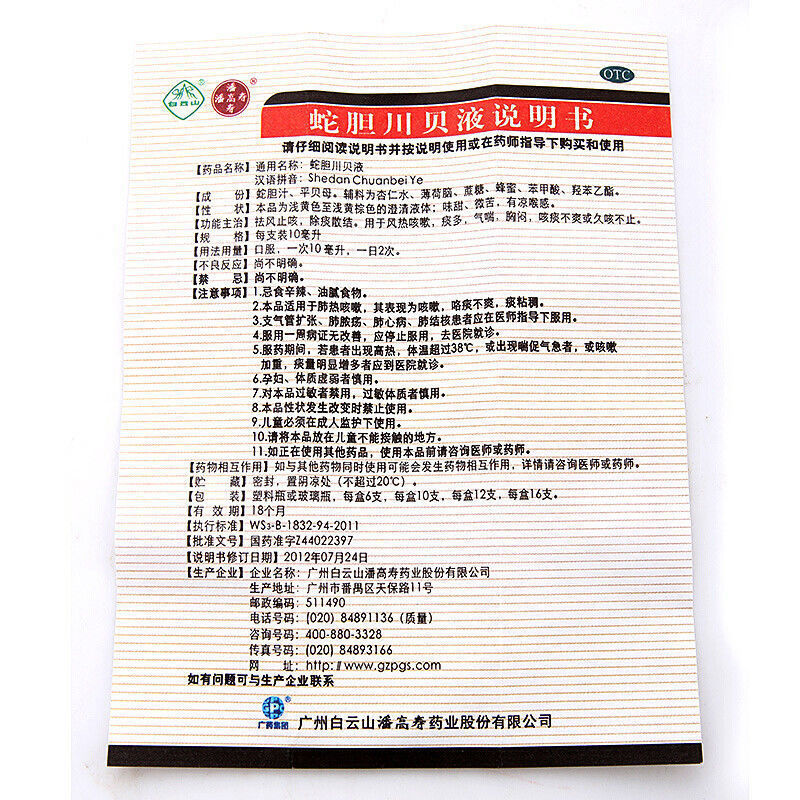 白云山
潘高寿
OTC
蛇胆川贝液说明书
请仔细阅读说明书并按说明使用或在药师指导下购买和使用
【药品名称】通用名称：蛇胆川贝液
汉语拼音：Shedan Chuanbei Ye
【成　　份】蛇胆汁、平贝母。辅料为杏仁水、薄荷脑、蔗糖、蜂蜜、苯甲酸、羟苯乙酯。
【性　　状】本品为浅黄色至浅黄棕色的澄清液体；味甜、微苦、有凉喉感。
【功能主治】祛风止咳，除痰散结。用于风热咳嗽，痰多，气喘，胸闷，咳痰不爽或久咳不止。
【规　　格】每支装10毫升
【用法用量】口服，一次10毫升，一日2次。
【不良反应】尚不明确。
【禁　　忌】尚不明确。
【注意事项】1.忌食辛辣、油腻食物。
2.本品适用于肺热咳嗽，其表现为咳嗽，咯痰不爽，痰粘稠。
3.支气管扩张、肺脓疡、肺心病、肺结核患者应在医师指导下服用。
4.服用一周病证无改善，应停止服用，去医院就诊。
5.服药期间，若患者出现高热，体温超过38℃，或出现喘促气急者，或咳嗽
加重，痰量明显增多者应到医院就诊。
6.孕妇、体质虚弱者慎用。
7.对本品过敏者禁用，过敏体质者慎用。
8.本品性状发生改变时禁止使用。
9.儿童必须在成人监护下使用。
10.请将本品放在儿童不能接触的地方。
11.如正在使用其他药品，使用本品前请咨询医师或药师。
【药物相互作用】如与其他药物同时使用可能会发生药物相互作用，详情请咨询医师或药师。
【贮　　藏】密封，置阴凉处（不超过20℃）。
【包　　装】塑料瓶或玻璃瓶，每盒6支，每盒10支，每盒12支，每盒16支。
【有 效 期】18个月
【执行标准】WS3-B-1832-94-2011
【批准文号】国药准字Z44022397
【说明书修订日期】2012年07月24日
【生产企业】企业名称：广州白云山潘高寿药业股份有限公司
生产地址：广州市番禺区天保路11号
邮政编码：511490
电话号码：(020) 84891136（质量）
咨询号码：400-880-3328
传真号码：(020) 84893166
网　　址：http://www.gzpgs.com
如有问题可与生产企业联系
广药集团
广州白云山潘高寿药业股份有限公司